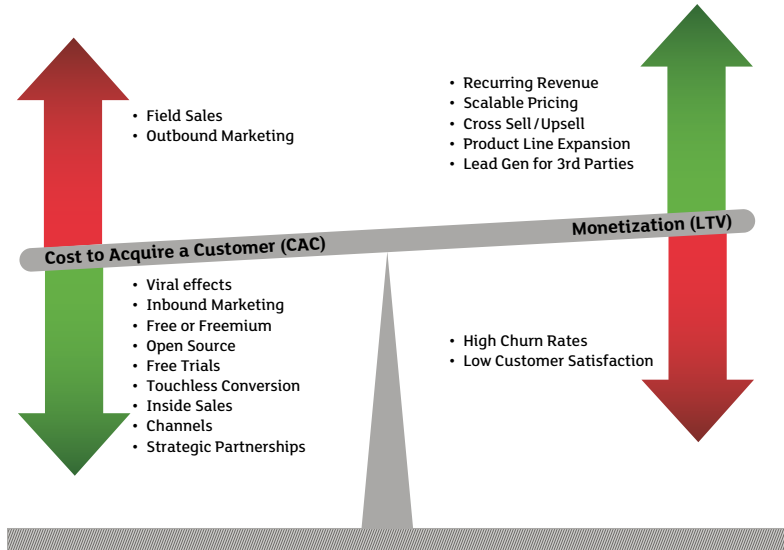 • Field Sales
• Outbound Marketing
• Recurring Revenue
• Scalable Pricing
• Cross Sell/Upsell
• Product Line Expansion
• Lead Gen for 3rd Parties
Cost to Acquire a Customer (CAC)
Monetization (LTV)
• Viral effects
• Inbound Marketing
• Free or Freemium
• Open Source
• Free Trials
• Touchless Conversion
• Inside Sales
• Channels
• Strategic Partnerships
• High Churn Rates
• Low Customer Satisfaction